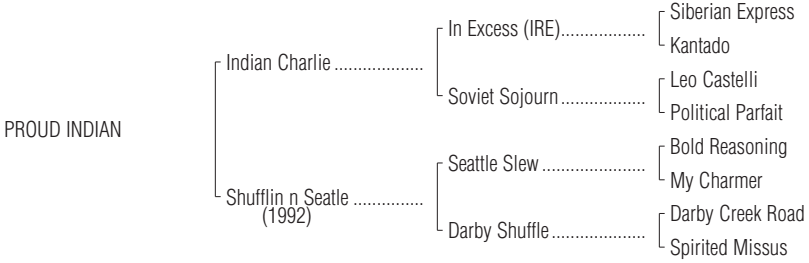 Siberian Express
In Excess (IRE)...................
Kantado
Indian Charlie ...................
Leo Castelli
Soviet Sojourn ...................
Political Parfait
PROUD INDIAN
Bold Reasoning
Seattle Slew ......................
My Charmer
Shufflin n Seatle ...............
(1992)
Darby Creek Road
Darby Shuffle .....................
Spirited Missus